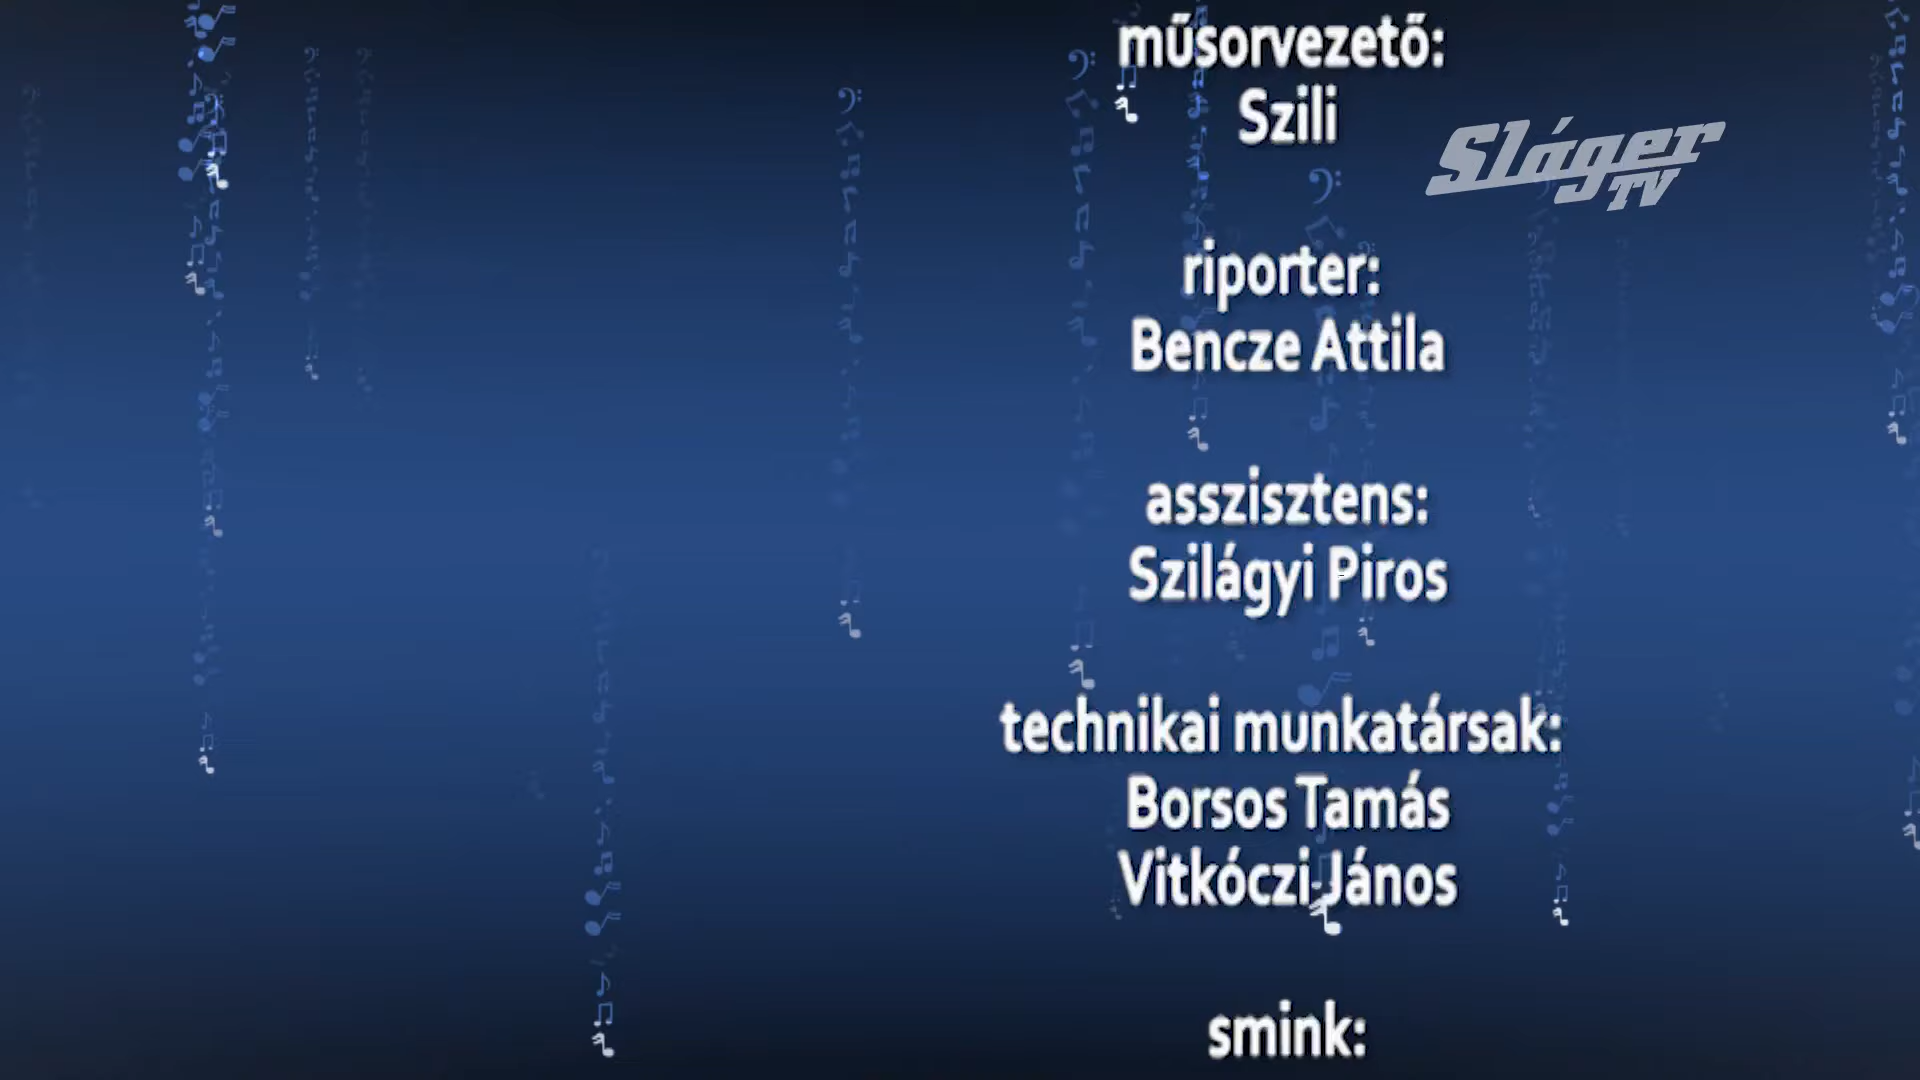 műsorvezető:
Szili
Sláger
TV
riporter:
Bencze Attila
asszisztens:
Szilágyi Piros
technikai munkatársak:
Borsos Tamás
Vitkóczi János
smink: